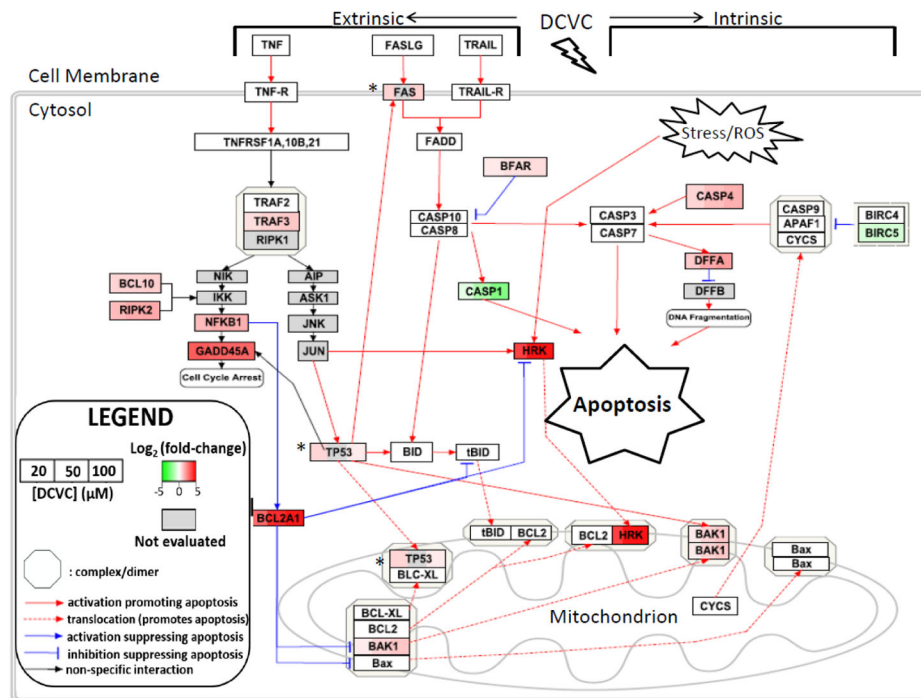 Extrinsic
DCVC
Intrinsic
TNF
FASLG
TRAIL
Cell Membrane
TNF-R
* FAS
TRAIL-R
Cytosol
TNFRSF1A,10B,21
FADD
Stress/ROS
BFAR
TRAF2
TRAF3
RIPK1
CASP10
CASP8
CASP3
CASP7
CASP4
CASP9
APAF1
CYCS
BIRC4
BIRC5
NIK
AIP
BCL10
IKK
ASK1
RIPK2
CASP1
DFFA
DFFB
NFKB1
JNK
DNA Fragmentation
GADD45A
JUN
HRK
Cell Cycle Arrest
Apoptosis
* TP53
BID
tBID
LEGEND
Log2 (fold-change)
20 50 100
[DCVC] (µM)
-5 0 5
Not evaluated
: complex/dimer
activation promoting apoptosis
translocation (promotes apoptosis)
activation suppressing apoptosis
inhibition suppressing apoptosis
non-specific interaction
BCL2A1
tBID BCL2
BCL2 HRK
BAK1
BAK1
Bax
Bax
* TP53
BLC-XL
Mitochondrion
CYCS
BCL-XL
BCL2
BAK1
Bax